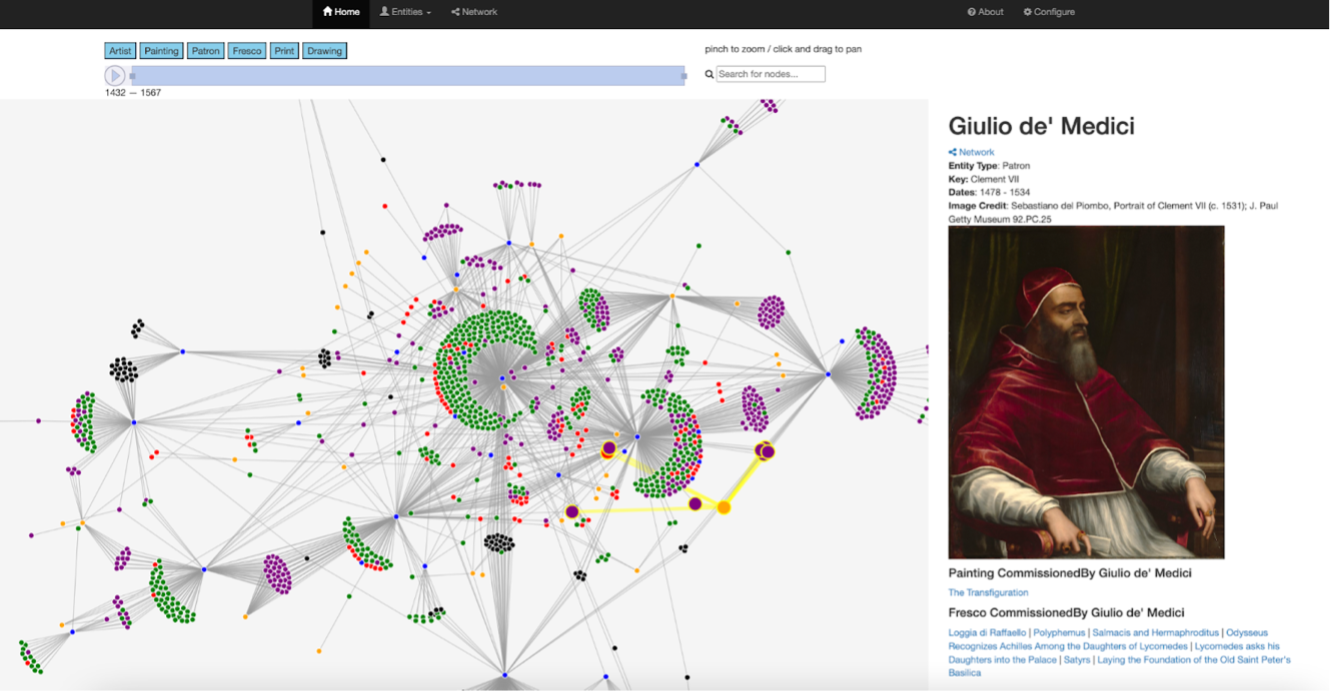 Home Entities Network About Configure
Artist Painting Patron Fresco Print Drawing
pinch to zoom / click and drag to pan
Search for nodes...
1432 — 1567
Giulio de' Medici
Network
Entity Type: Patron
Key: Clement VII
Dates: 1478 - 1534
Image Credit: Sebastiano del Piombo, Portrait of Clement VII (c. 1531); J. Paul
Getty Museum 92.PC.25
Painting CommissionedBy Giulio de' Medici
The Transfiguration
Fresco CommissionedBy Giulio de' Medici
Loggia di Raffaello | Polyphemus | Salmacis and Hermaphroditus | Odysseus
Recognizes Achilles Among the Daughters of Lycomedes | Lycomedes asks his
Daughters into the Palace | Satyrs | Laying the Foundation of the Old Saint Peter's
Basilica